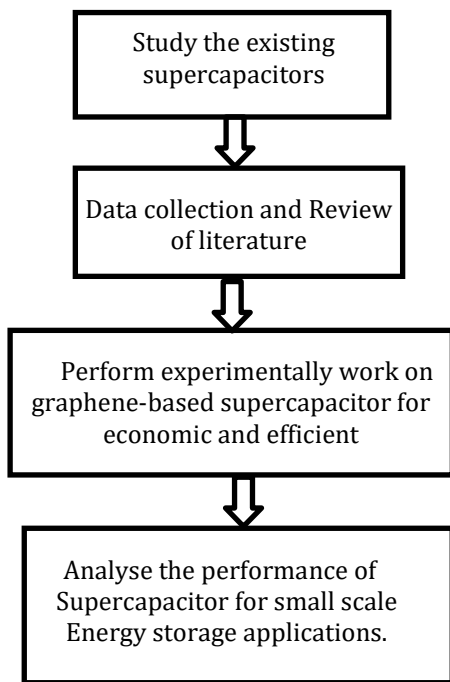 Study the existing
supercapacitors
Data collection and Review
of literature
Perform experimentally work on
graphene-based supercapacitor for
economic and efficient
Analyse the performance of
Supercapacitor for small scale
Energy storage applications.